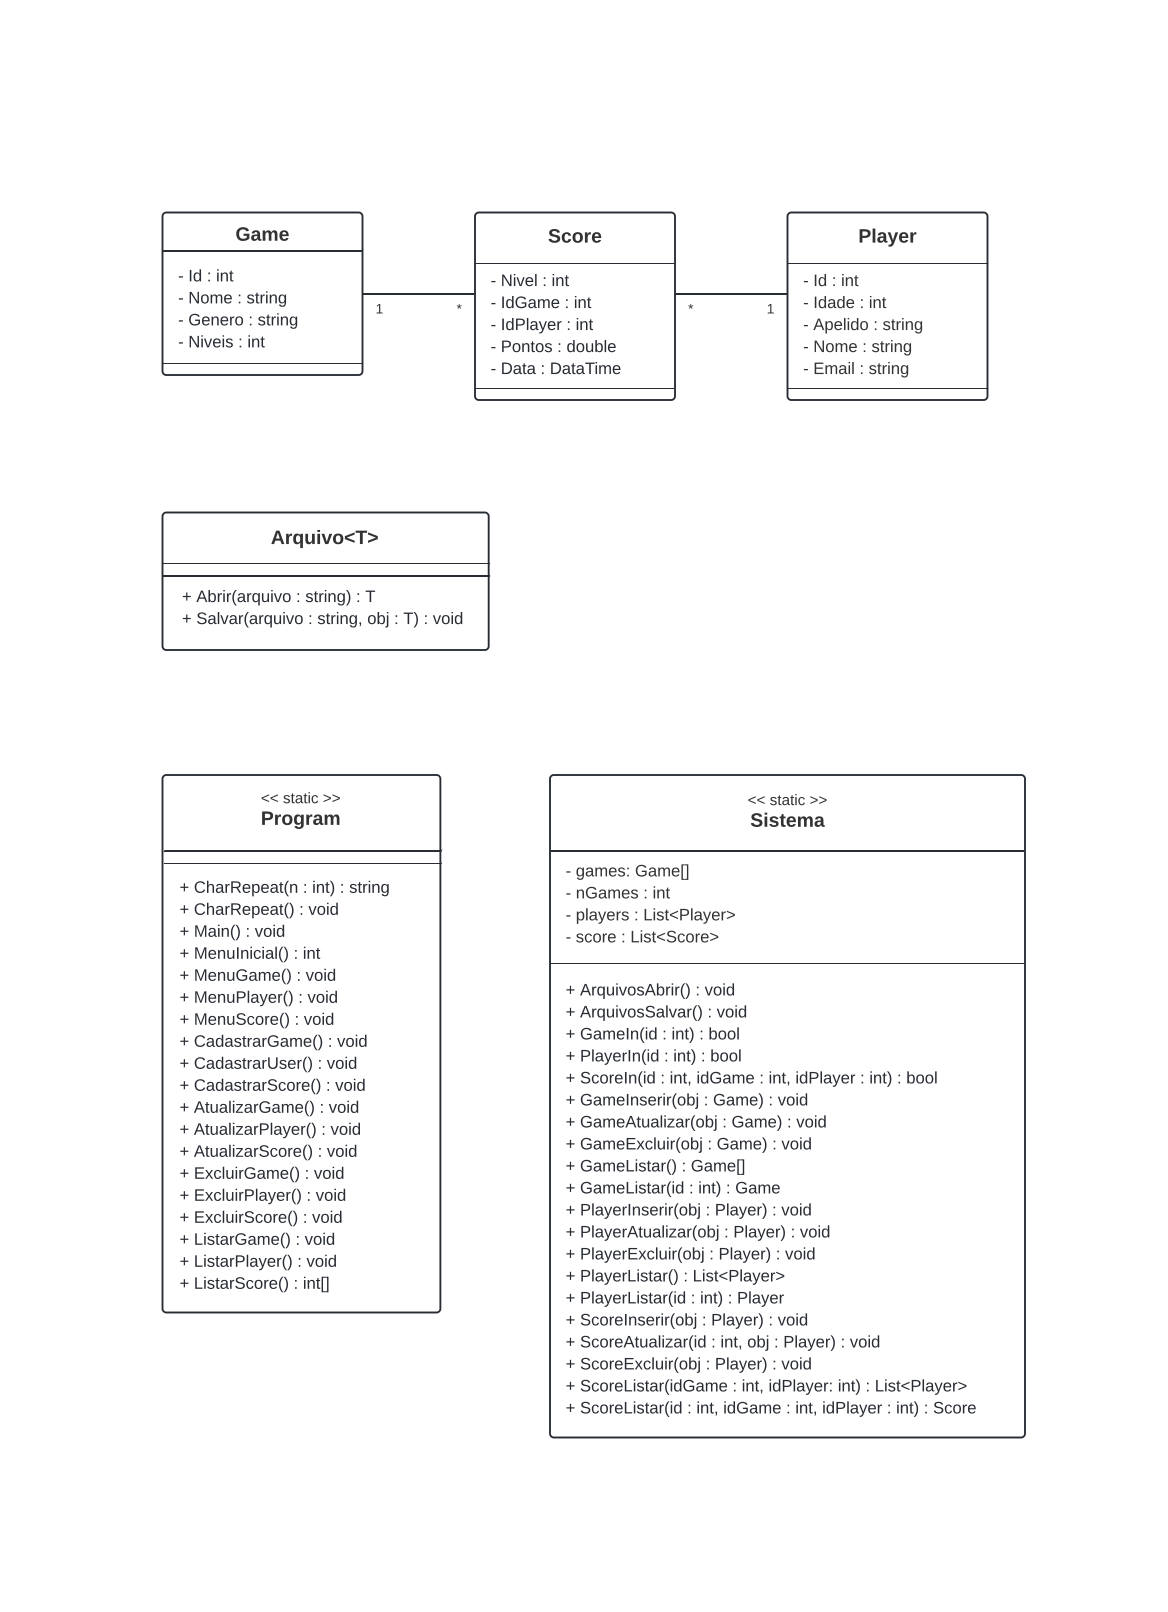 Game
- Id : int
- Nome : string
- Genero : string
- Niveis : int
1
*
Score
- Nivel : int
- IdGame : int
- IdPlayer : int
- Pontos : double
- Data : DataTime
*
1
Player
- Id : int
- Idade : int
- Apelido : string
- Nome : string
- Email : string
Arquivo<T>
+ Abrir(arquivo : string) : T
+ Salvar(arquivo : string, obj : T) : void
<< static >>
Program
+ CharRepeat(n : int) : string
+ CharRepeat() : void
+ Main() : void
+ MenuInicial() : int
+ MenuGame() : void
+ MenuPlayer() : void
+ MenuScore() : void
+ CadastrarGame() : void
+ CadastrarUser() : void
+ CadastrarScore() : void
+ AtualizarGame() : void
+ AtualizarPlayer() : void
+ AtualizarScore() : void
+ ExcluirGame() : void
+ ExcluirPlayer() : void
+ ExcluirScore() : void
+ ListarGame() : void
+ ListarPlayer() : void
+ ListarScore() : int[]
<< static >>
Sistema
- games: Game[]
- nGames : int
- players : List<Player>
- score : List<Score>
+ ArquivosAbrir() : void
+ ArquivosSalvar() : void
+ GameIn(id : int) : bool
+ PlayerIn(id : int) : bool
+ ScoreIn(id : int, idGame : int, idPlayer : int) : bool
+ GameInserir(obj : Game) : void
+ GameAtualizar(obj : Game) : void
+ GameExcluir(obj : Game) : void
+ GameListar() : Game[]
+ GameListar(id : int) : Game
+ PlayerInserir(obj : Player) : void
+ PlayerAtualizar(obj : Player) : void
+ PlayerExcluir(obj : Player) : void
+ PlayerListar() : List<Player>
+ PlayerListar(id : int) : Player
+ ScoreInserir(obj : Player) : void
+ ScoreAtualizar(id : int, obj : Player) : void
+ ScoreExcluir(obj : Player) : void
+ ScoreListar(idGame : int, idPlayer: int) : List<Player>
+ ScoreListar(id : int, idGame : int, idPlayer : int) : Score